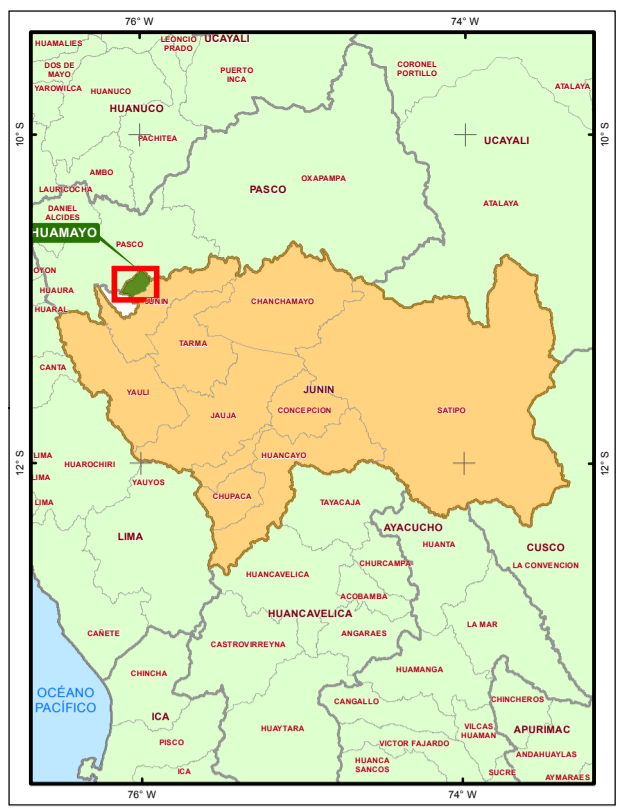 76° W
74° W
HUAMALIES
LEONCIO
PRADO
UCAYALI
DOS DE
MAYO
PUERTO
INCA
CORONEL
PORTILLO
YAROWILCA
HUANUCO
ATALAYA
HUANUCO
10° S
10° S
PACHITEA
UCAYALI
AMBO
OXAPAMPA
LAURICOCHA
PASCO
ATALAYA
DANIEL
ALCIDES
HUAMAYO
PASCO
OYON
HUAURA
JUNIN
CHANCHAMAYO
HUARAL
TARMA
CANTA
YAULI
JUNIN
JAUJA
CONCEPCION
SATIPO
LIMA
HUAROCHIRI
HUANCAYO
12° S
12° S
LIMA
YAUYOS
LIMA
CHUPACA
TAYACAJA
LIMA
AYACUCHO
HUANTA
CUSCO
LA CONVENCION
CHURCAMPA
HUANCAVELICA
ACOBAMBA
HUANCAVELICA
LA MAR
CAÑETE
ANGARAES
CASTROVIRREYNA
HUAMANGA
CHINCHA
OCÉANO
PACÍFICO
CANGALLO
CHINCHEROS
ICA
HUAYTARA
VILCAS
HUAMAN
APURIMAC
PISCO
VICTOR FAJARDO
ANDAHUAYLAS
HUANCA
SANCOS
ICA
SUCRE
AYMARAES
76° W
74° W